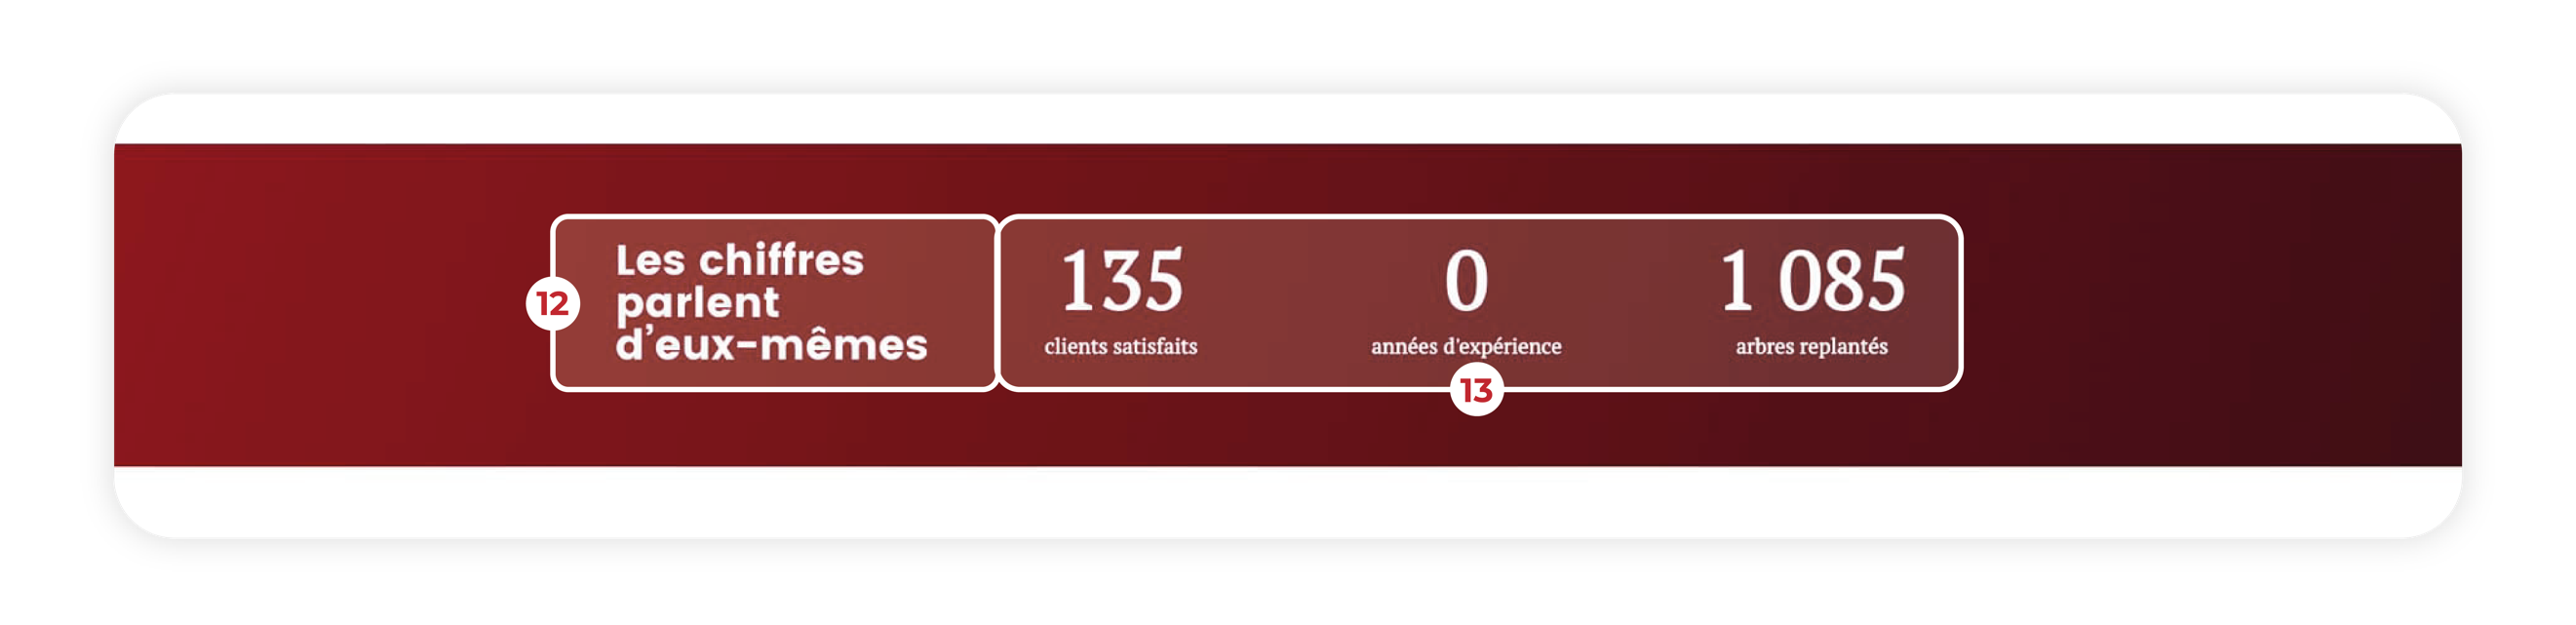 12
Les chiffres
parlent
d’eux-mêmes
135
clients satisfaits
0
années d'expérience
1 085
arbres replantés
13